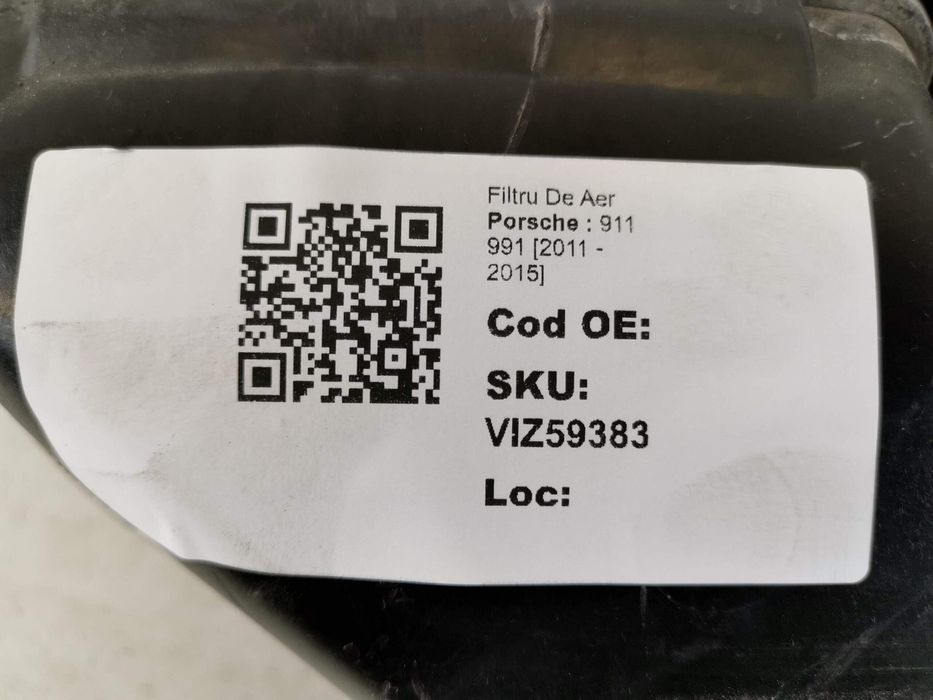 Filtru De Aer
Porsche : 911
991 [2011 -
2015]
Cod OE:
SKU:
VIZ59383
Loc: